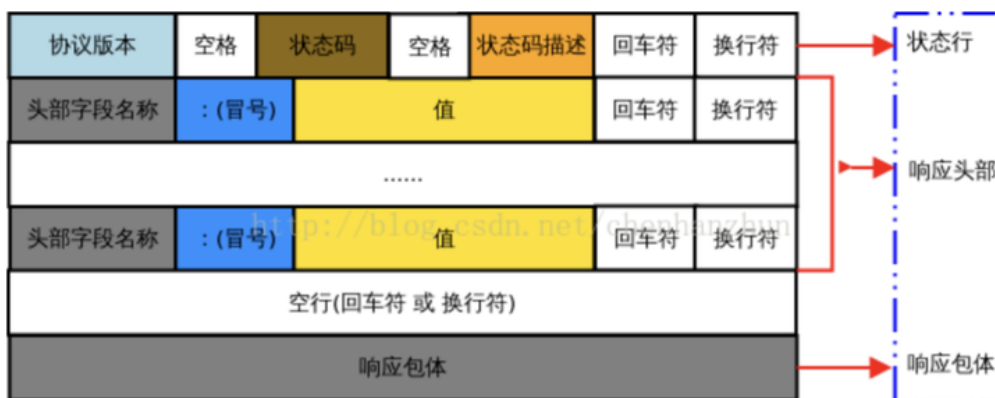 协议版本 空格 状态码 空格 状态码描述 回车符 换行符 状态行
头部字段名称 :(冒号) 值 回车符 换行符
...... 响应头部
头部字段名称 :(冒号) 值 回车符 换行符
http://blog.csdn.net/chenhanzhun
空行(回车符 或 换行符)
响应包体 响应包体